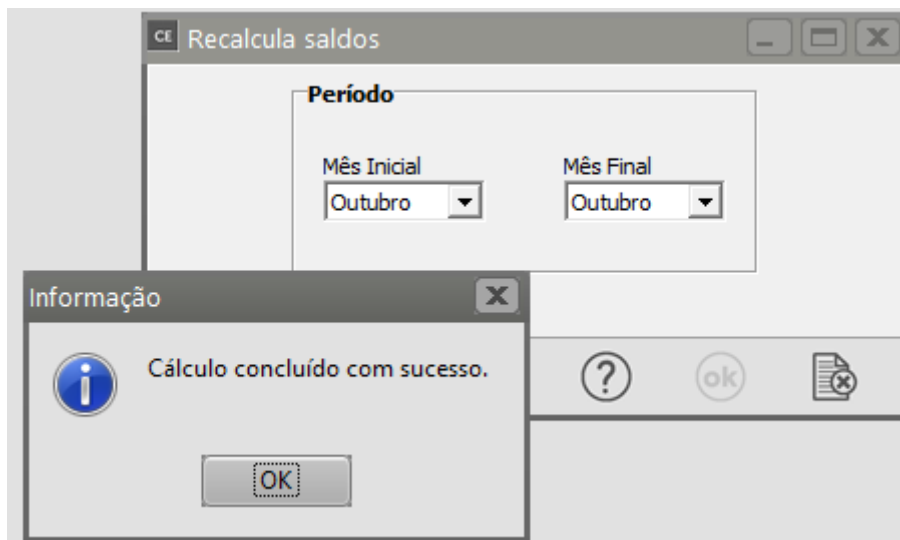 CE Recalcula saldos
Período
Mês Inicial Mês Final
Outubro Outubro
Informação
Cálculo concluído com sucesso.
? ok
OK